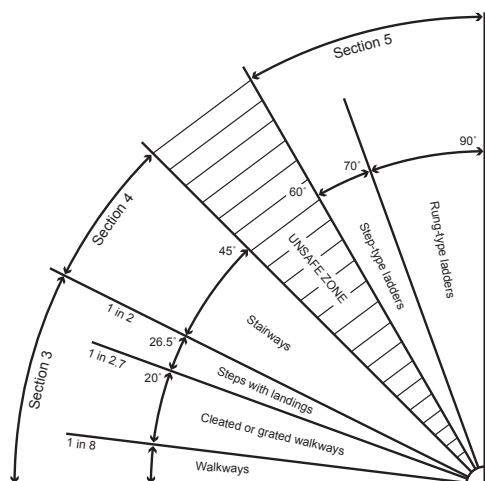 Section 5
90°
70°
60°
Rung-type ladders
Step-type ladders
UNSAFE ZONE
Section 4
45°
Stairways
1 in 2
26.5°
Steps with landings
1 in 2.7
20°
Section 3
Cleated or grated walkways
1 in 8
Walkways